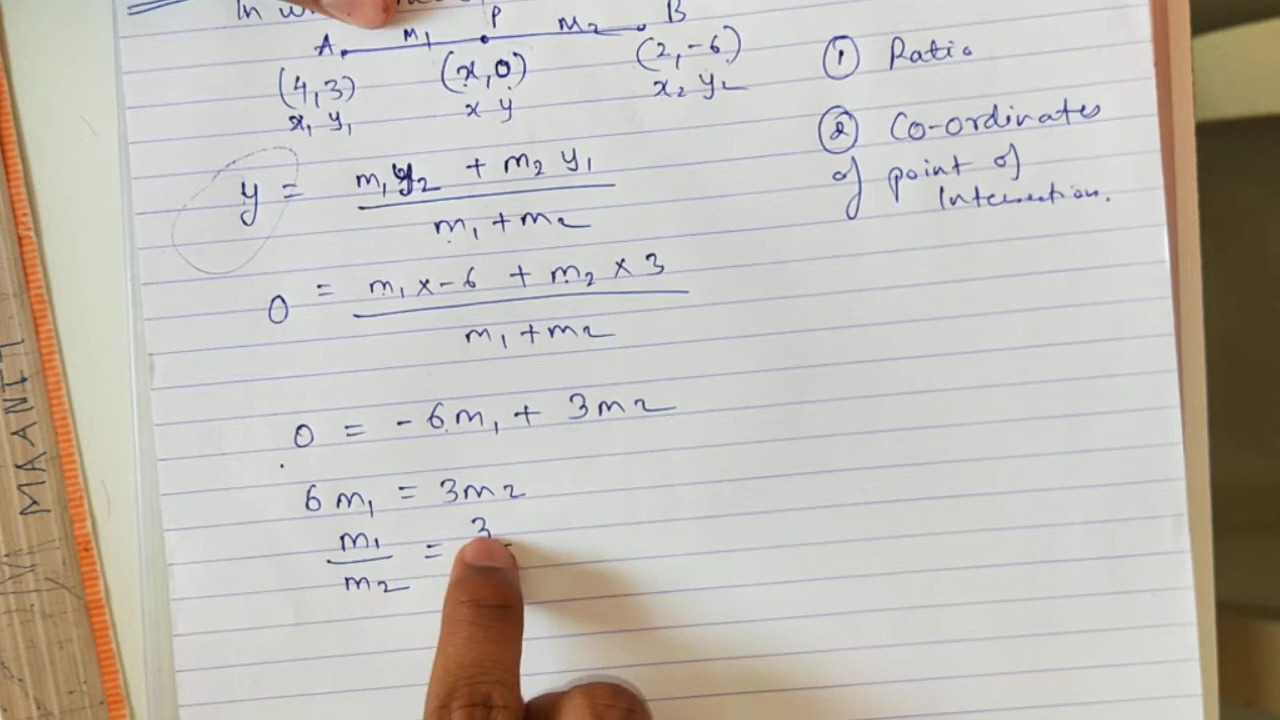 In
A m₁ P m₂ B
(4,3) (x,0) (2,-6)
x₁ y₁ x y x₂ y₂
① Ratio
② Co-ordinates
of point of
Intersection.
y = m₁y₂ + m₂ y₁
m₁ + m₂
0 = m₁ x -6 + m₂ x 3
m₁ + m₂
0 = -6m₁ + 3m₂
6m₁ = 3m₂
m₁ = 3
m₂
MAANIT